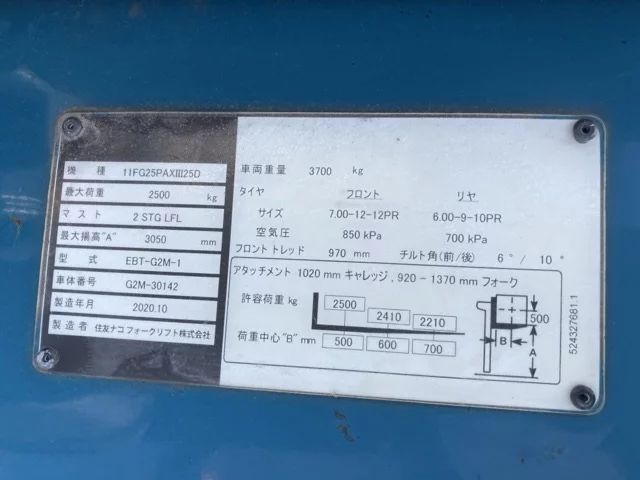 機 種 11FG25PAXIII25D
最大荷重 2500 kg
マスト 2 STG LFL
最大揚高"A" 3050 mm
型 式 EBT-G2M-1
車体番号 G2M-30142
製造年月 2020.10
製造者 住友ナコ フォークリフト株式会社
車両重量 3700 kg
タイヤ フロント リヤ
サイズ 7.00-12-12PR 6.00-9-10PR
空気圧 850 kPa 700 kPa
フロント トレッド 970 mm チルト角(前/後) 6°/ 10°
アタッチメント 1020 mm キャレッジ , 920 - 1370 mm フォーク
許容荷重 kg 2500 2410 2210
荷重中心 "B" mm 500 600 700
500
B
A
524327681.1